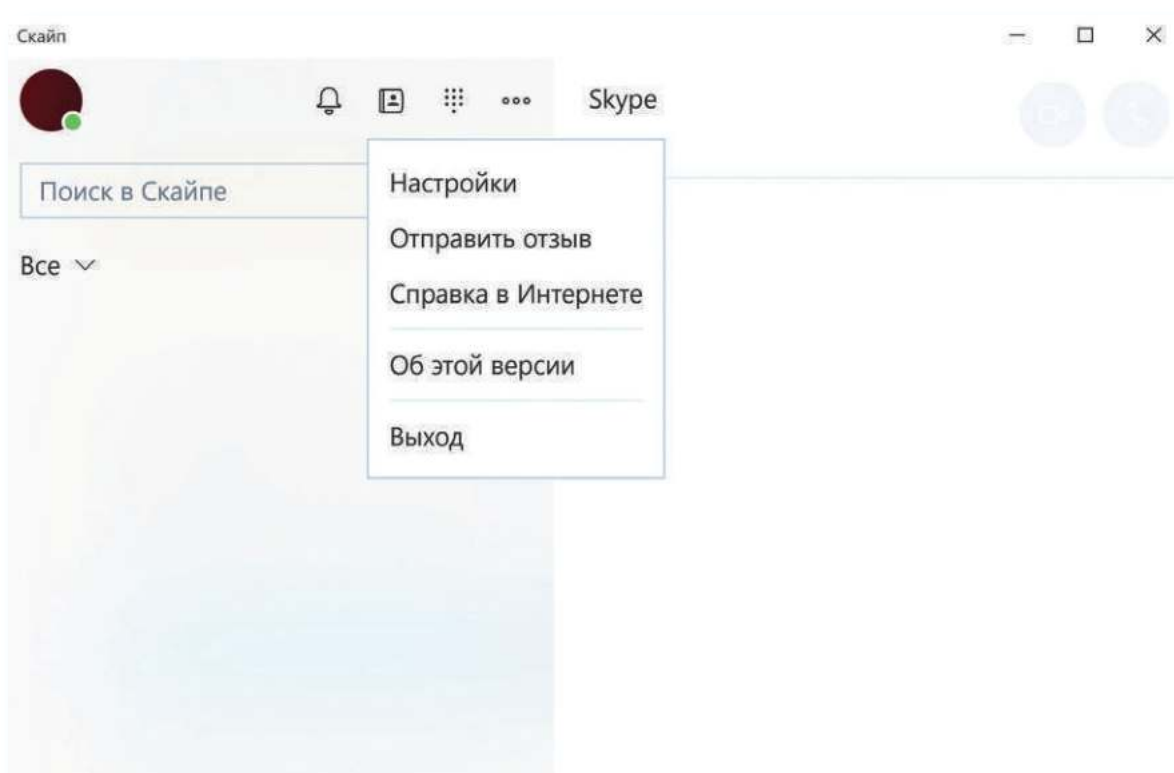 Скайп
Skype
Поиск в Скайпе
Все
Настройки
Отправить отзыв
Справка в Интернете
Об этой версии
Выход